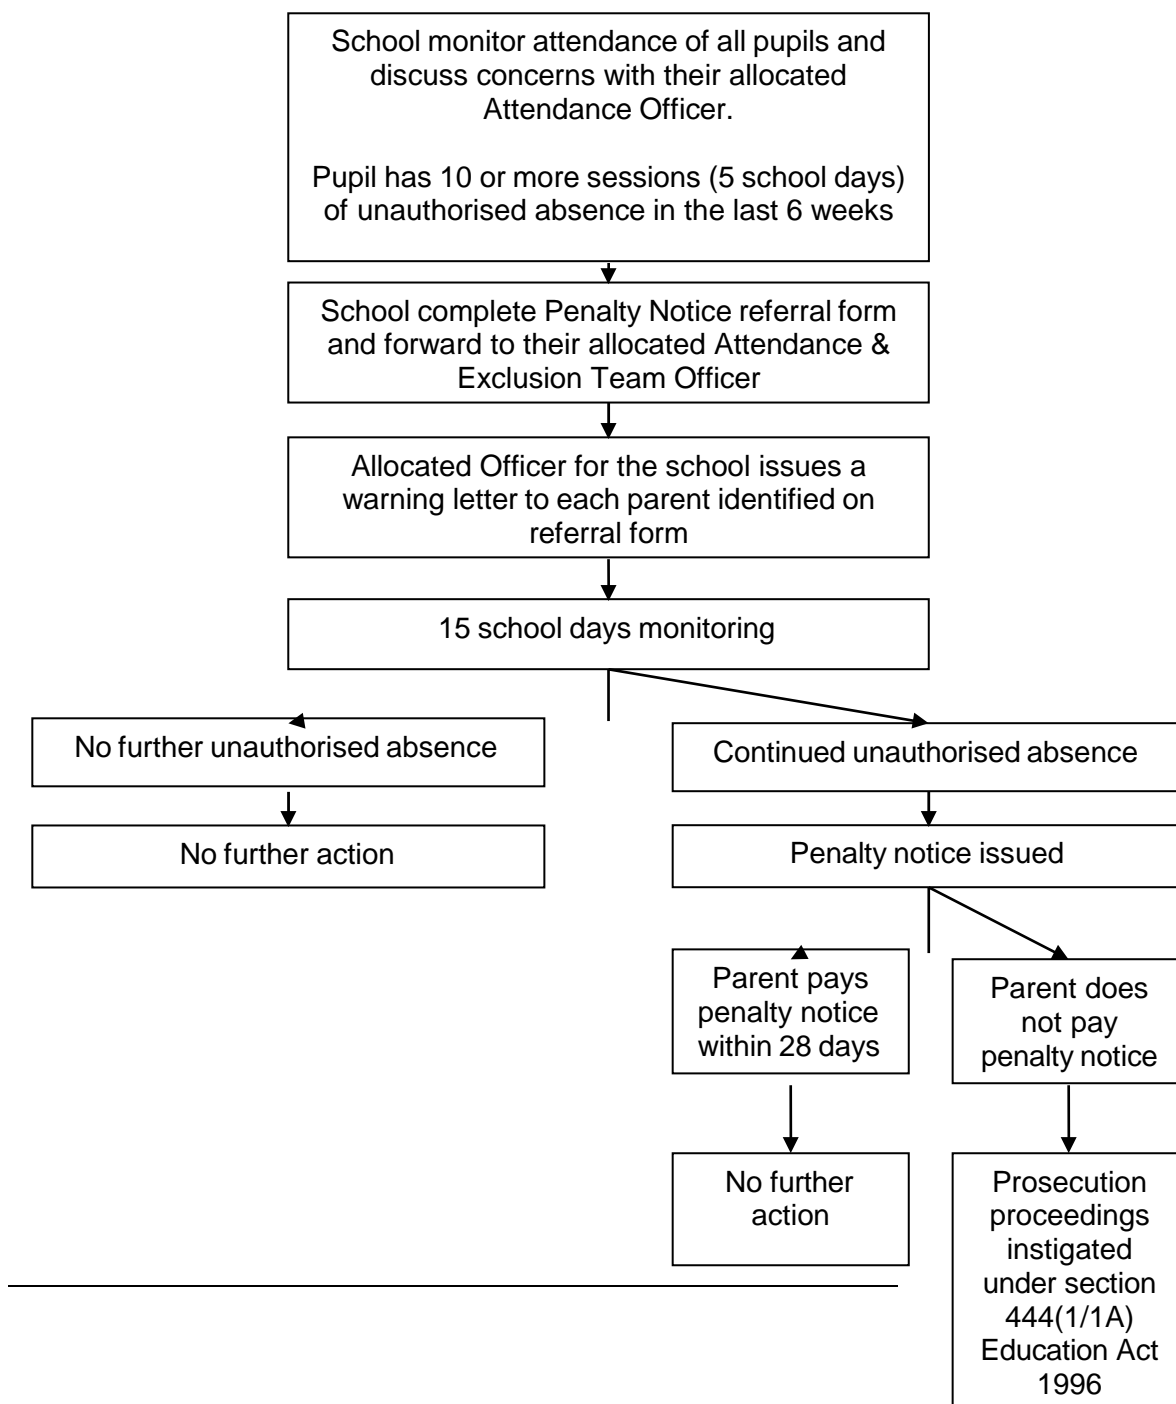 School monitor attendance of all pupils and
discuss concerns with their allocated
Attendance Officer.
Pupil has 10 or more sessions (5 school days)
of unauthorised absence in the last 6 weeks
School complete Penalty Notice referral form
and forward to their allocated Attendance &
Exclusion Team Officer
Allocated Officer for the school issues a
warning letter to each parent identified on
referral form
15 school days monitoring
No further unauthorised absence
Continued unauthorised absence
No further action
Penalty notice issued
Parent pays
penalty notice
within 28 days
Parent does
not pay
penalty notice
No further
action
Prosecution
proceedings
instigated
under section
444(1/1A)
Education Act
1996